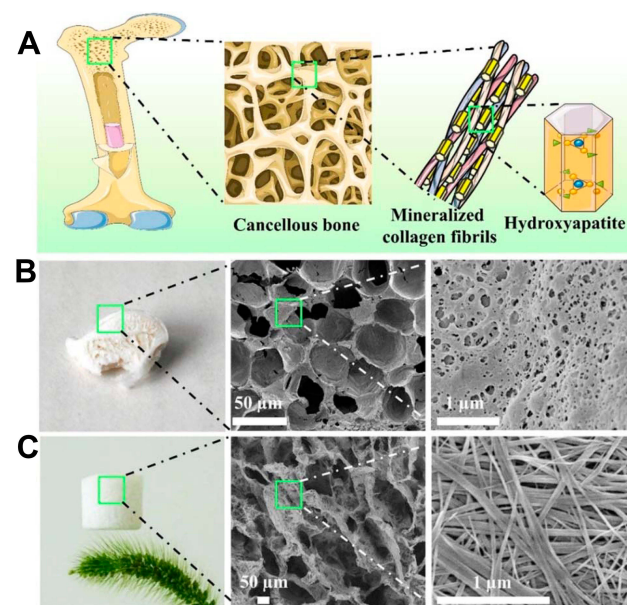 A
Cancellous bone
Mineralized
collagen fibrils
Hydroxyapatite
B
50 μm
1 μm
C
50 μm
1 μm